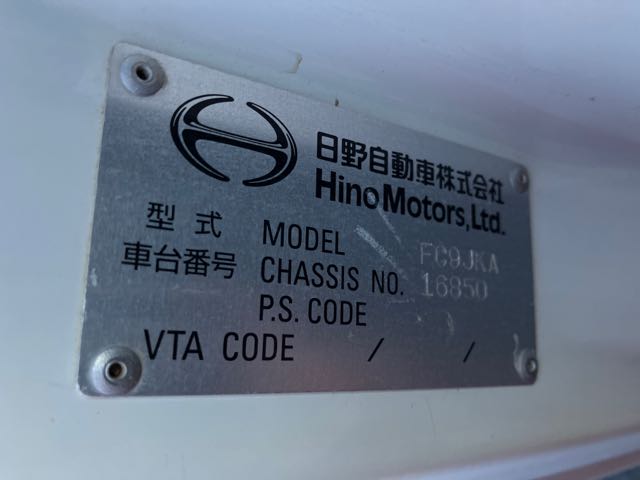 日野自動車株式会社
Hino Motors, Ltd.
型式 MODEL FC9JKA
車台番号 CHASSIS NO. 16850
P.S. CODE
VTA CODE / /